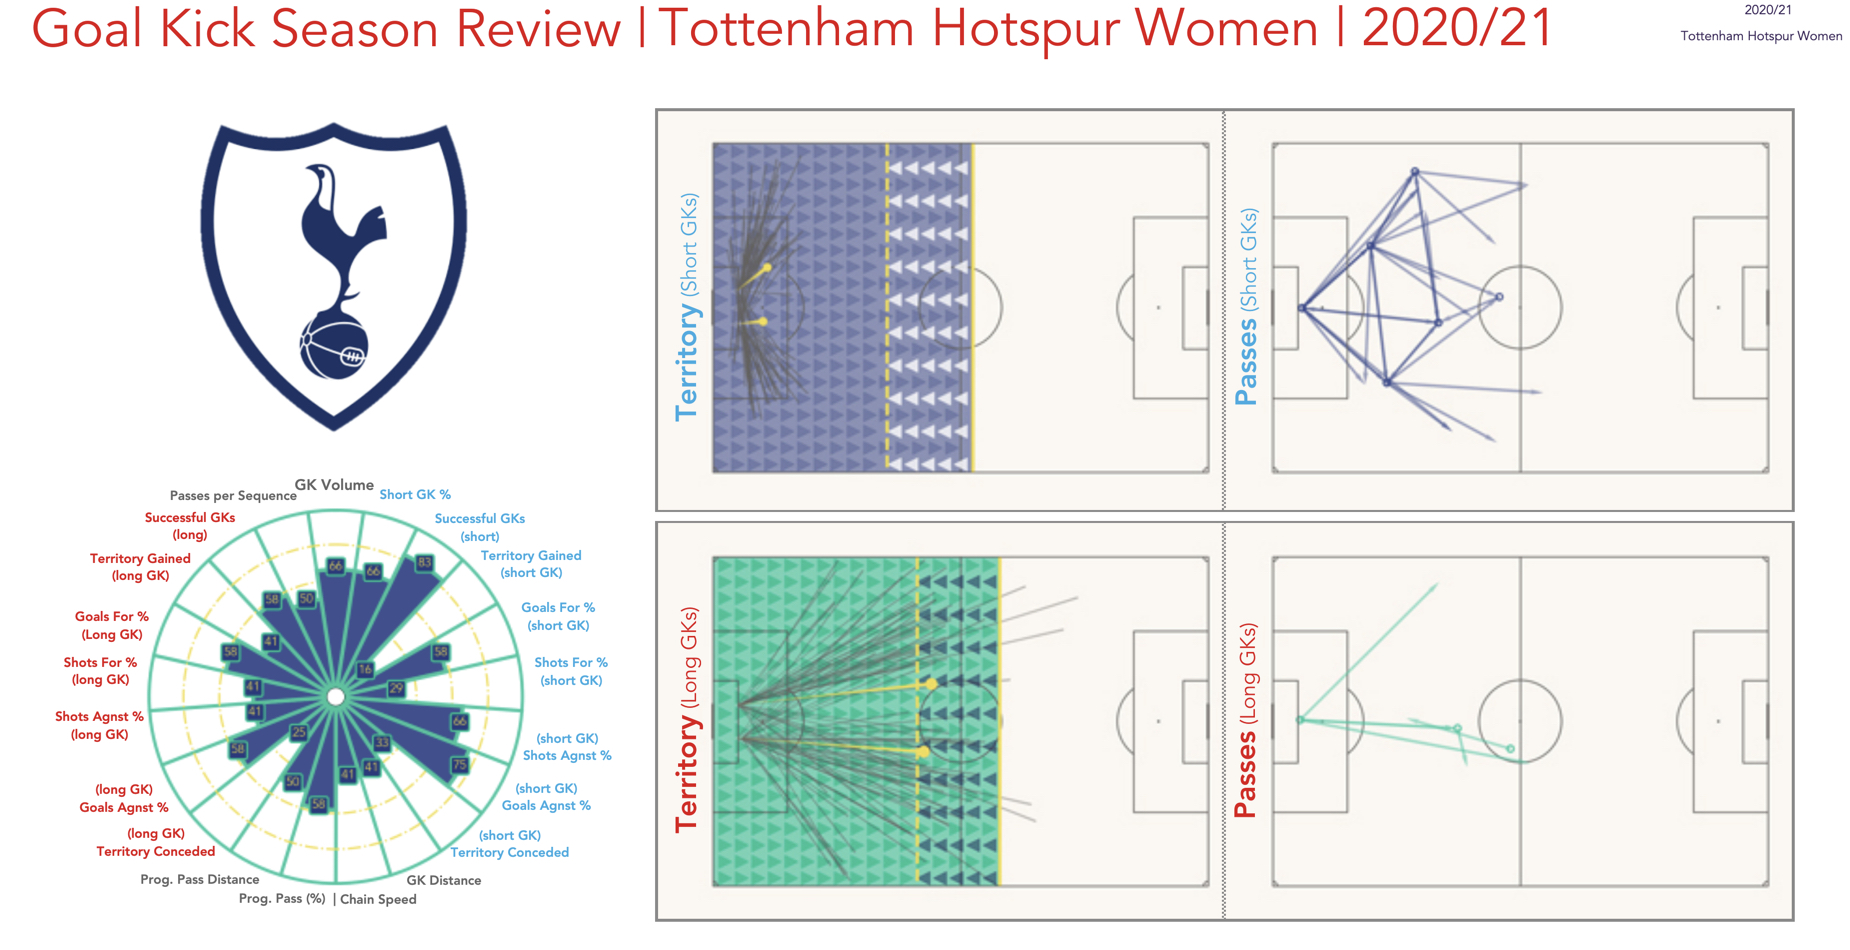 Goal Kick Season Review | Tottenham Hotspur Women | 2020/21
2020/21
Tottenham Hotspur Women
GK Volume
Short GK %
Successful GKs
(short)
Territory Gained
(short GK)
Goals For %
(short GK)
Shots For %
(short GK)
(short GK)
Shots Agnst %
(short GK)
Goals Agnst %
(short GK)
Territory Conceded
GK Distance
Prog. Pass (%) | Chain Speed
Prog. Pass Distance
(long GK)
Territory Conceded
(long GK)
Goals Agnst %
Shots Agnst %
(long GK)
Shots For %
(long GK)
Goals For %
(Long GK)
Territory Gained
(long GK)
Successful GKs
(long)
Passes per Sequence
66
66
83
16
58
29
66
75
33
41
41
58
50
25
58
41
41
58
41
58
50
Territory (Short GKs)
Passes (Short GKs)
Territory (Long GKs)
Passes (Long GKs)